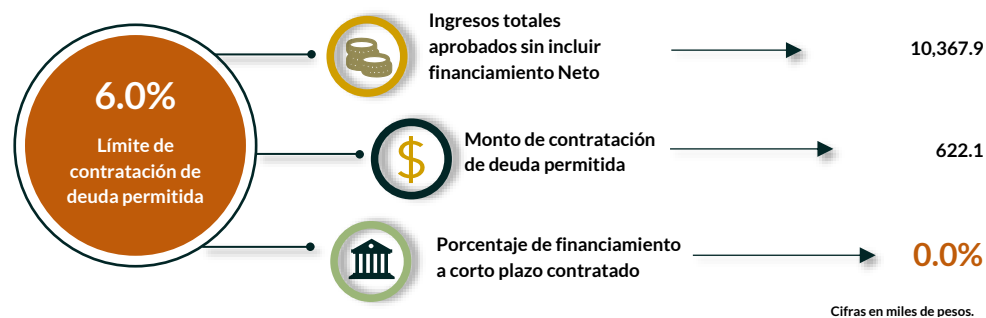 6.0%
Límite de
contratación de
deuda permitida
Ingresos totales
aprobados sin incluir
financiamiento Neto
10,367.9
$
Monto de contratación
de deuda permitida
622.1
Porcentaje de financiamiento
a corto plazo contratado
0.0%
Cifras en miles de pesos.